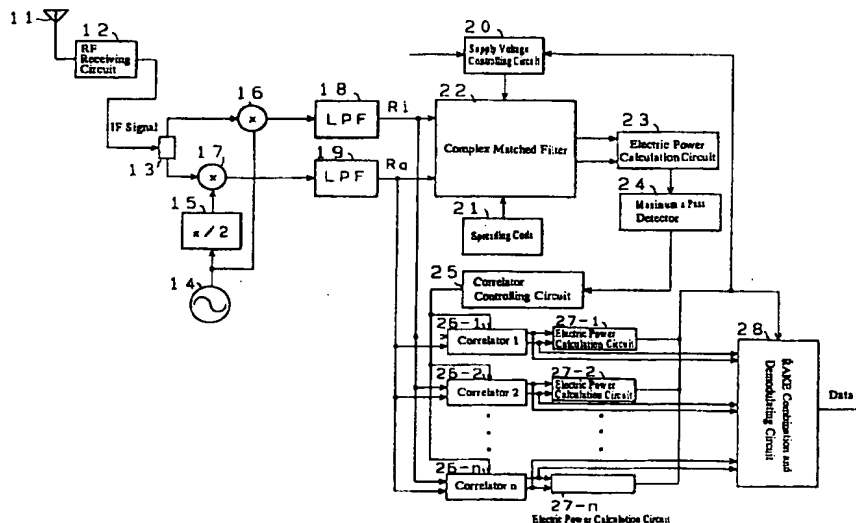 11
12
RF
Receiving
Circuit
IF Signal
13
16
17
15
π/2
14
18
LPF
Ri
19
LPF
Rq
20
Supply Voltage
Controlling Circuit
22
Complex Matched Filter
21
Spreading Code
23
Electric Power
Calculation Circuit
24
Maximum n Pass
Detector
25
Correlator
Controlling Circuit
26-1
Correlator 1
27-1
Electric Power
Calculation Circuit
26-2
Correlator 2
27-2
Electric Power
Calculation Circuit
26-n
Correlator n
27-n
Electric Power Calculation Circuit
28
RAKE Combination and
Demodulating Circuit
Data